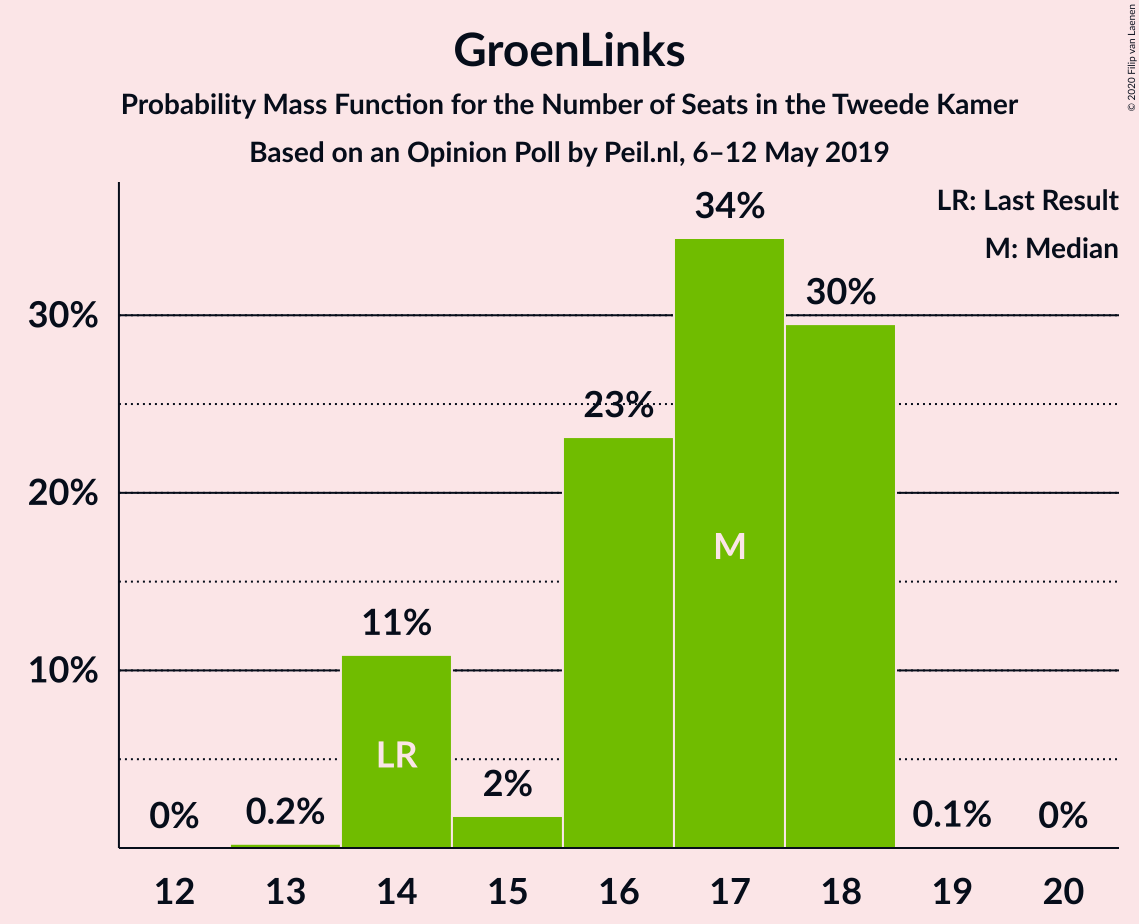 GroenLinks
Probability Mass Function for the Number of Seats in the Tweede Kamer
Based on an Opinion Poll by Peil.nl, 6–12 May 2019
© 2020 Filip van Laenen
LR: Last Result
M: Median
34%
30%
30%
23%
20%
M
11%
10%
LR
2%
0%
0.2%
0.1%
0%
12 13 14 15 16 17 18 19 20